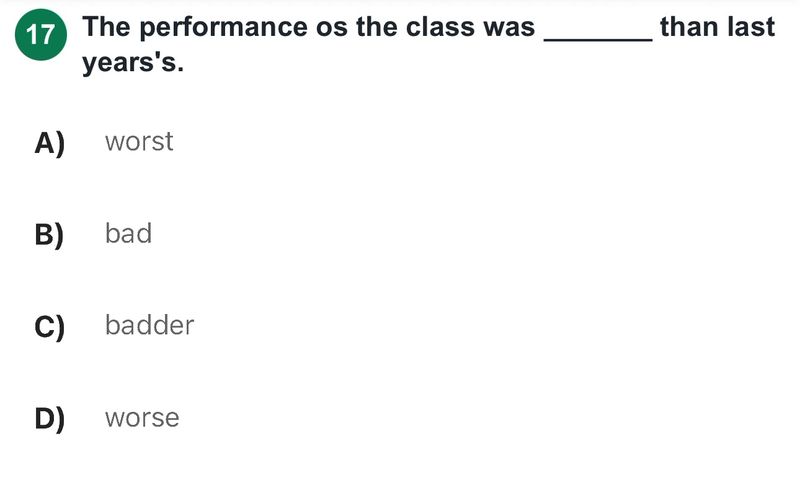 17 The performance os the class was _______ than last
years's.
A) worst
B) bad
C) badder
D) worse